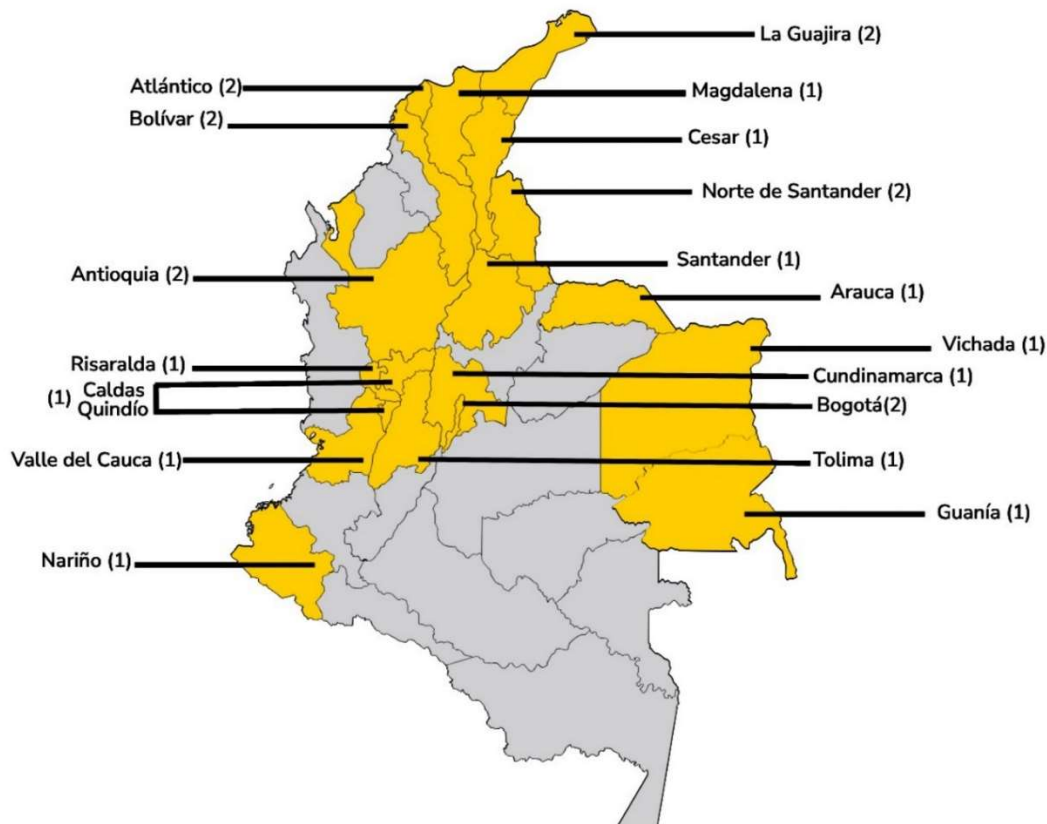 La Guajira (2)
Atlántico (2)
Magdalena (1)
Bolívar (2)
Cesar (1)
Norte de Santander (2)
Santander (1)
Antioquia (2)
Arauca (1)
Vichada (1)
Risaralda (1)
Cundinamarca (1)
(1) Caldas
Quindío
Bogotá(2)
Valle del Cauca (1)
Tolima (1)
Guanía (1)
Nariño (1)